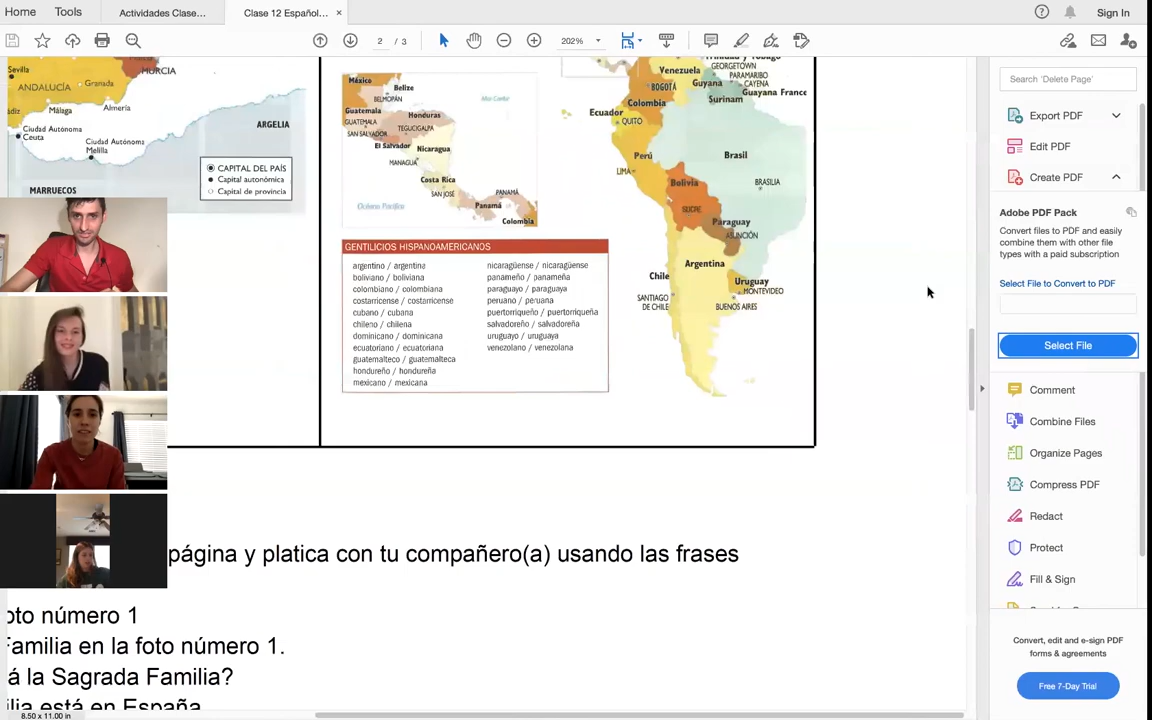 Home
Tools
Actividades Clase...
Clase 12 Español...
Sign In
2 / 3
202%
Sevilla
MURCIA
ANDALUCÍA
Granada
Málaga
Almería
ARGELIA
Ciudad Autónoma
Ceuta
Ciudad Autónoma
Melilla
CAPITAL DEL PAÍS
Capital autonómica
Capital de provincia
MARRUECOS
México
Belize
BELMOPÁN
Guatemala
GUATEMALA
Honduras
TEGUCIGALPA
SAN SALVADOR
El Salvador
Nicaragua
MANAGUA
Costa Rica
SAN JOSÉ
PANAMÁ
Panamá
Océano Pacífico
Colombia
Venezuela
GEORGETOWN
PARAMARIBO
CAYENA
BOGOTÁ
Guyana
Guayana France
Surinam
Colombia
Ecuador
QUITO
Perú
LIMA
Brasil
BRASILIA
Bolivia
SUCRE
Paraguay
ASUNCIÓN
Argentina
Chile
SANTIAGO
DE CHILE
Uruguay
MONTEVIDEO
BUENOS AIRES
GENTILICIOS HISPANOAMERICANOS
argentino / argentina
boliviano / boliviana
colombiano / colombiana
costarricense / costarricense
cubano / cubana
chileno / chilena
dominicano / dominicana
ecuatoriano / ecuatoriana
guatemalteco / guatemalteca
hondureño / hondureña
mexicano / mexicana
nicaragüense / nicaragüense
panameño / panameña
paraguayo / paraguaya
peruano / peruana
puertorriqueño / puertorriqueña
salvadoreño / salvadoreña
uruguayo / uruguaya
venezolano / venezolana
página y platica con tu compañero(a) usando las frases
oto número 1
Familia en la foto número 1.
á la Sagrada Familia?
ilia está en España
8.50 x 11.00 in
Search 'Delete Page'
Export PDF
Edit PDF
Create PDF
Adobe PDF Pack
Convert files to PDF and easily
combine them with other file
types with a paid subscription
Select File to Convert to PDF
Select File
Comment
Combine Files
Organize Pages
Compress PDF
Redact
Protect
Fill & Sign
Convert, edit and e-sign PDF
forms & agreements
Free 7-Day Trial